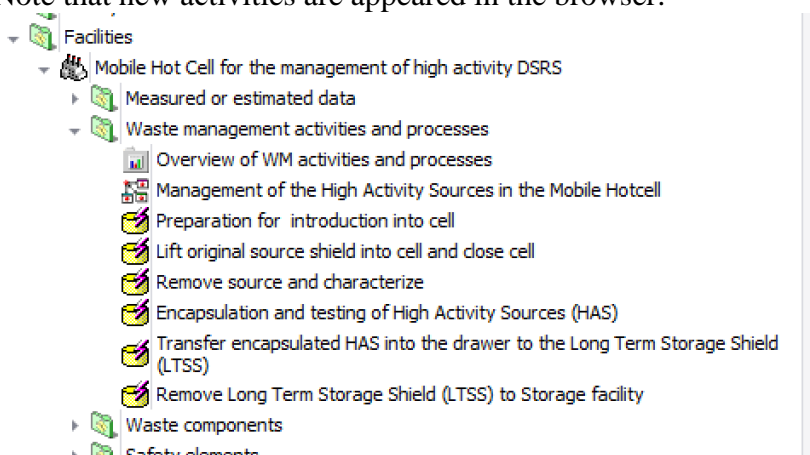 Note that new activities are appeared in the browser.
Facilities
Mobile Hot Cell for the management of high activity DSRS
Measured or estimated data
Waste management activities and processes
Overview of WM activities and processes
Management of the High Activity Sources in the Mobile Hotcell
Preparation for introduction into cell
Lift original source shield into cell and close cell
Remove source and characterize
Encapsulation and testing of High Activity Sources (HAS)
Transfer encapsulated HAS into the drawer to the Long Term Storage Shield
(LTSS)
Remove Long Term Storage Shield (LTSS) to Storage facility
Waste components
Safety elements